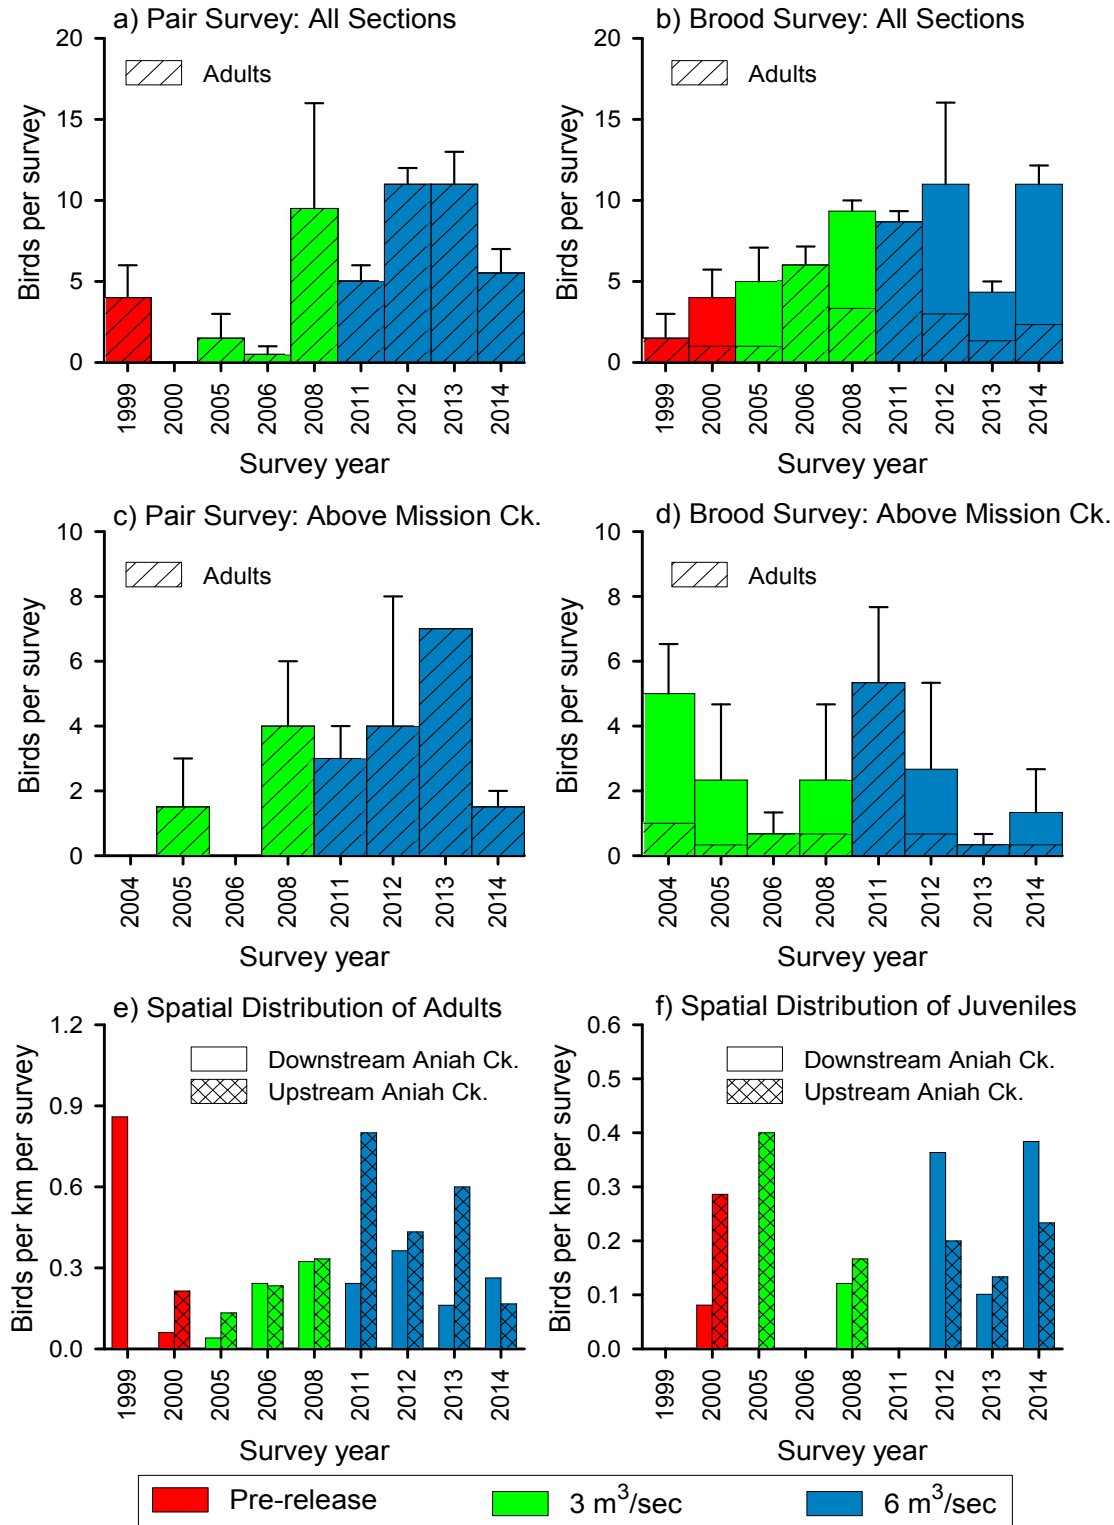 a) Pair Survey: All Sections
20
15
10
5
0
Birds per survey
Adults
1999
2000
2005
2006
2008
2011
2012
2013
2014
Survey year
b) Brood Survey: All Sections
20
15
10
5
0
Birds per survey
Adults
1999
2000
2005
2006
2008
2011
2012
2013
2014
Survey year
c) Pair Survey: Above Mission Ck.
10
8
6
4
2
0
Birds per survey
Adults
2004
2005
2006
2008
2011
2012
2013
2014
Survey year
d) Brood Survey: Above Mission Ck.
10
8
6
4
2
0
Birds per survey
Adults
2004
2005
2006
2008
2011
2012
2013
2014
Survey year
e) Spatial Distribution of Adults
1.2
0.9
0.6
0.3
0.0
Birds per km per survey
Downstream Aniah Ck.
Upstream Aniah Ck.
1999
2000
2005
2006
2008
2011
2012
2013
2014
Survey year
f) Spatial Distribution of Juveniles
0.6
0.5
0.4
0.3
0.2
0.1
0.0
Birds per km per survey
Downstream Aniah Ck.
Upstream Aniah Ck.
1999
2000
2005
2006
2008
2011
2012
2013
2014
Survey year
Pre-release
3 m³/sec
6 m³/sec